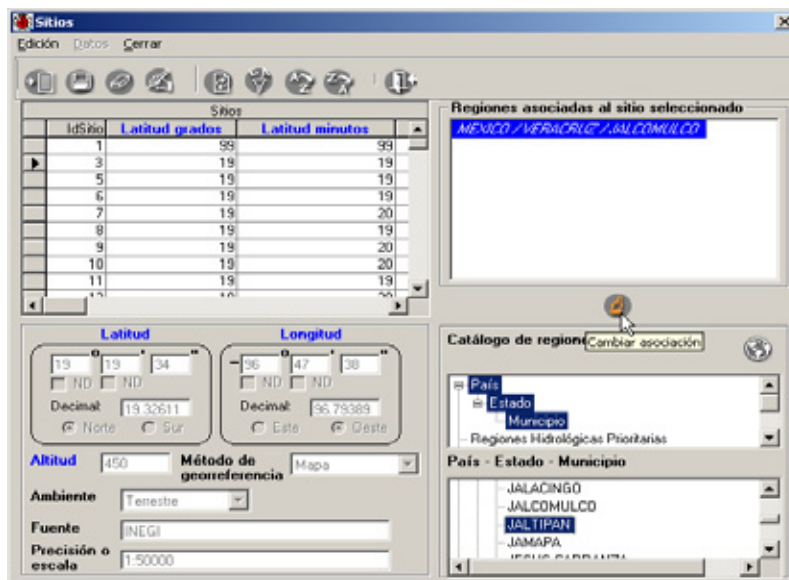 Sitios
Edición Datos Cerrar
Sitios
IdSitio Latitud grados Latitud minutos
1 99 99
3 19 19
5 19 19
6 19 19
7 19 20
8 19 19
9 19 20
10 19 20
11 19 19
Regiones asociadas al sitio seleccionado
MEXICO / VERACRUZ / JALCOMULCO
Cambiar asociación
Latitud Longitud
19 º 19 ' 34 " - 96 º 47 ' 38 "
ND ND ND ND
Decimal: 19.32611 Decimal: 96.79389
Norte Sur Este Oeste
Altitud 450 Método de georreferencia Mapa
Ambiente Terrestre
Fuente INEGI
Precisión o escala 1:50000
Catálogo de regione
País
Estado
Municipio
Regiones Hidrológicas Prioritarias
País - Estado - Municipio
JALACINGO
JALCOMULCO
JALTIPAN
JAMAPA